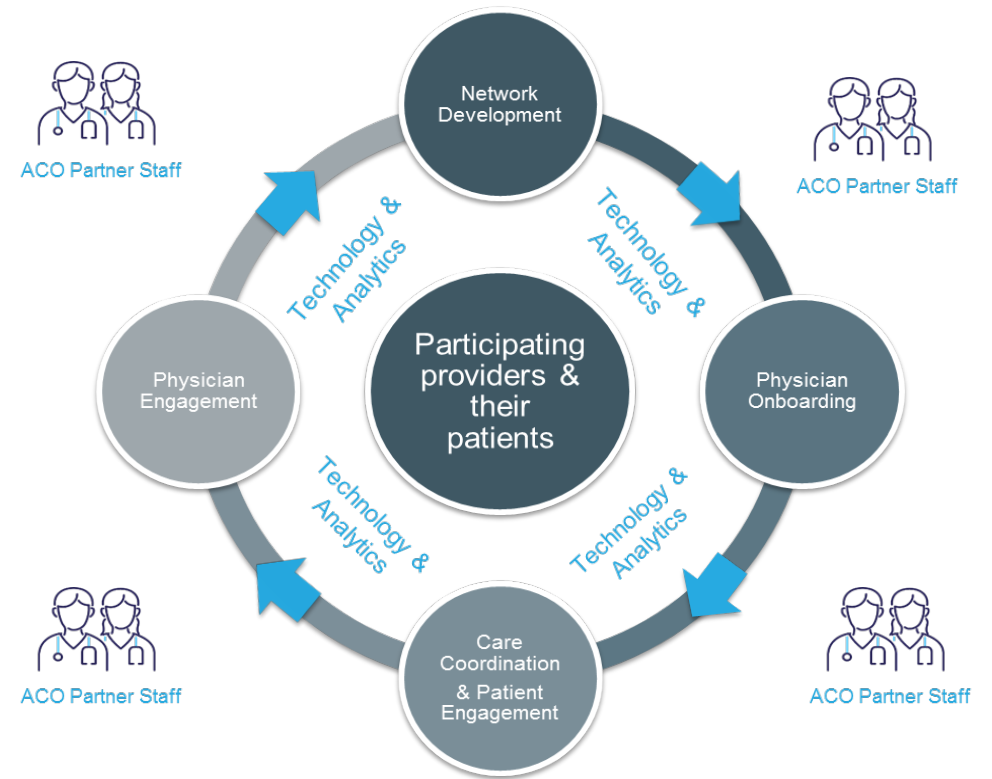 Network
Development
ACO Partner Staff
ACO Partner Staff
Technology &
Analytics
Technology &
Analytics
Participating
providers &
their
patients
Physician
Engagement
Physician
Onboarding
Technology &
Analytics
Technology &
Analytics
Care
Coordination
& Patient
Engagement
ACO Partner Staff
ACO Partner Staff